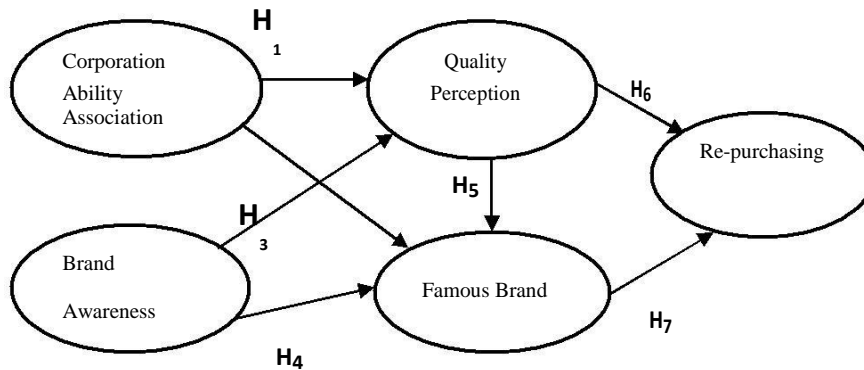 H
1
Corporation
Ability
Association
Quality
Perception
H6
Re-purchasing
H5
H
3
Brand
Awareness
Famous Brand
H7
H4